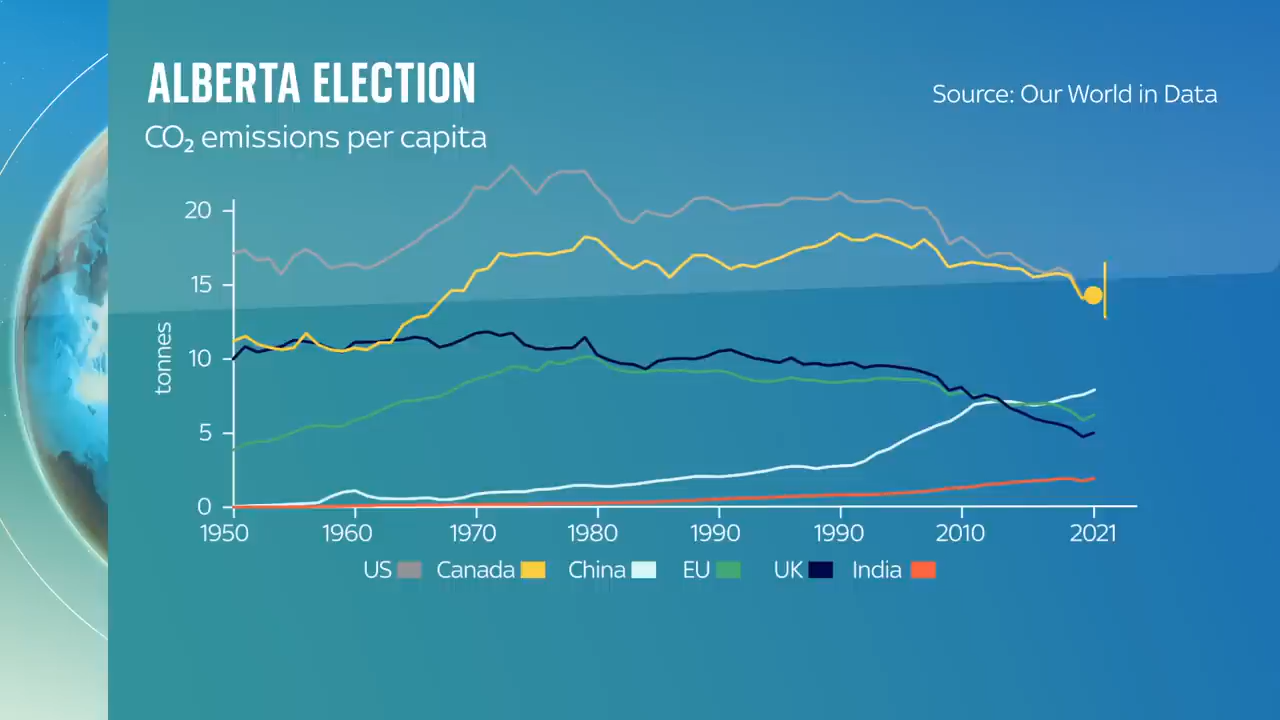 ALBERTA ELECTION
Source: Our World in Data
CO₂ emissions per capita
20
15
tonnes
10
5
0
1950 1960 1970 1980 1990 1990 2010 2021
US Canada China EU UK India